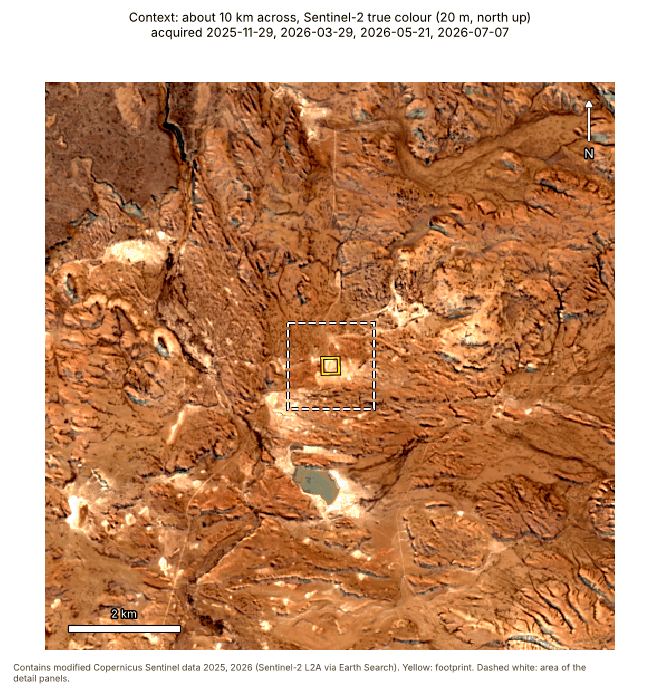 Context: about 10 km across, Sentinel-2 true colour (20 m, north up)
acquired 2025-11-29, 2026-03-29, 2026-05-21, 2026-07-07
N
2 km
Contains modified Copernicus Sentinel data 2025, 2026 (Sentinel-2 L2A via Earth Search). Yellow: footprint. Dashed white: area of the
detail panels.